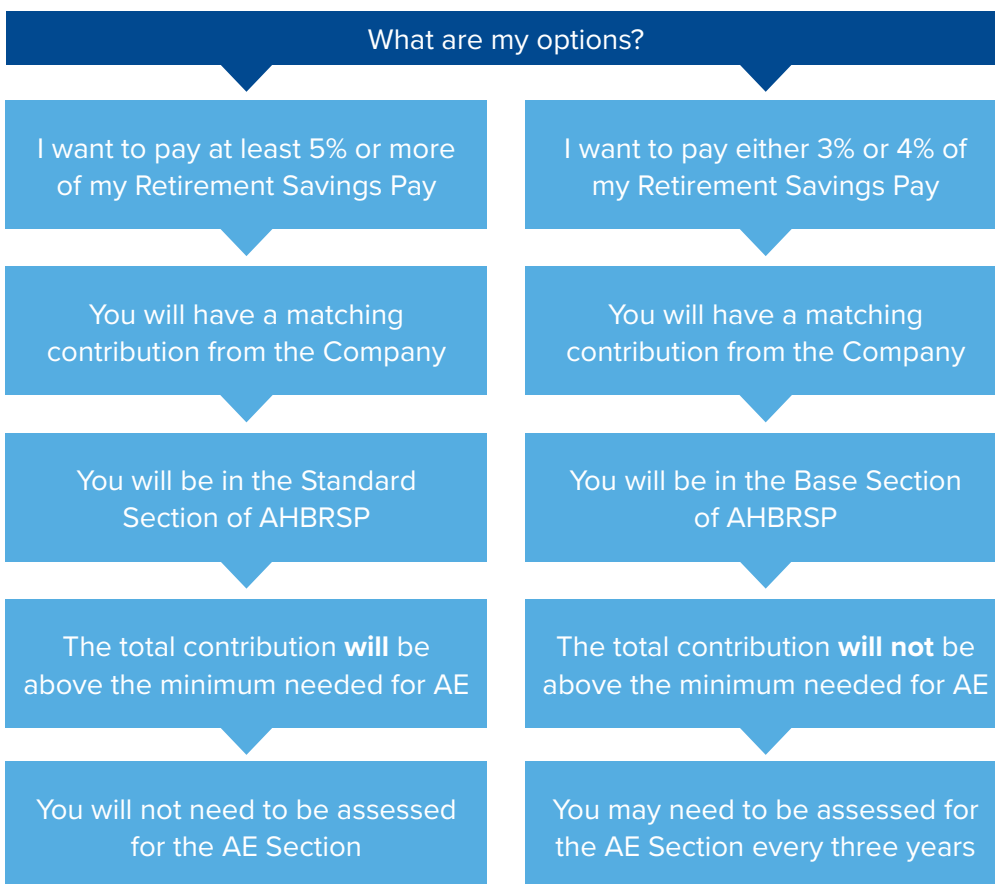 What are my options?
I want to pay at least 5% or more
of my Retirement Savings Pay
You will have a matching
contribution from the Company
You will be in the Standard
Section of AHBRSP
The total contribution will be
above the minimum needed for AE
You will not need to be assessed
for the AE Section
I want to pay either 3% or 4% of
my Retirement Savings Pay
You will have a matching
contribution from the Company
You will be in the Base Section
of AHBRSP
The total contribution will not be
above the minimum needed for AE
You may need to be assessed for
the AE Section every three years